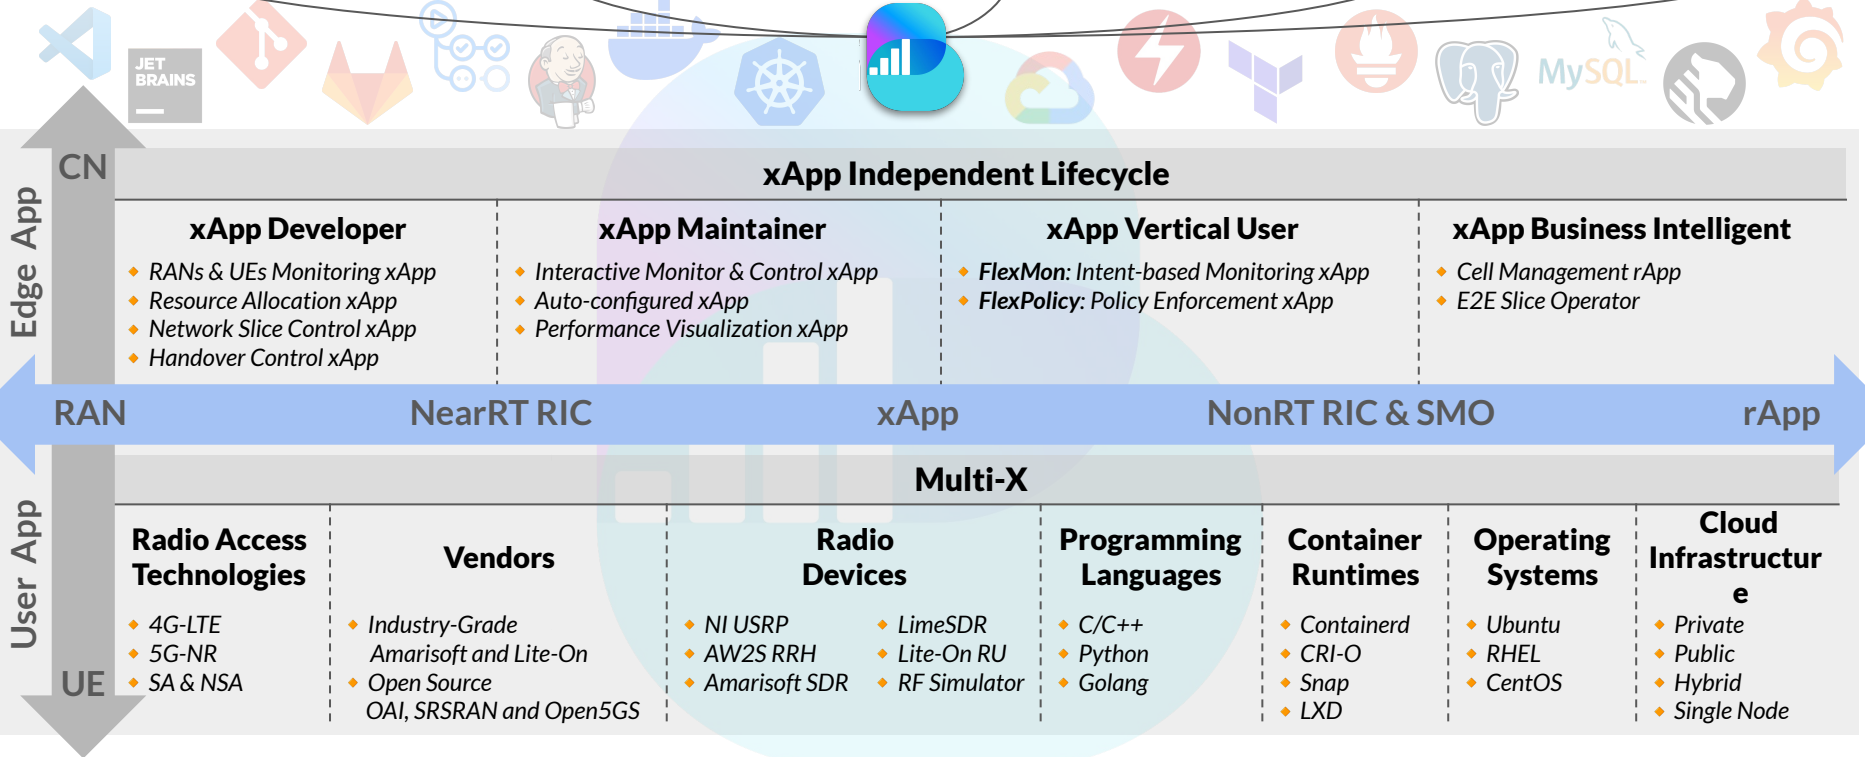 JET
BRAINS
MySQL
CN
Edge App
xApp Independent Lifecycle
xApp Developer
RANs & UEs Monitoring xApp
Resource Allocation xApp
Network Slice Control xApp
Handover Control xApp
xApp Maintainer
Interactive Monitor & Control xApp
Auto-configured xApp
Performance Visualization xApp
xApp Vertical User
FlexMon: Intent-based Monitoring xApp
FlexPolicy: Policy Enforcement xApp
xApp Business Intelligent
Cell Management rApp
E2E Slice Operator
RAN
NearRT RIC
xApp
NonRT RIC & SMO
rApp
User App
UE
Multi-X
Radio Access
Technologies
4G-LTE
5G-NR
SA & NSA
Vendors
Industry-Grade
Amarisoft and Lite-On
Open Source
OAI, SRSRAN and Open5GS
Radio
Devices
NI USRP
AW2S RRH
Amarisoft SDR
LimeSDR
Lite-On RU
RF Simulator
Programming
Languages
C/C++
Python
Golang
Container
Runtimes
Containerd
CRI-O
Snap
LXD
Operating
Systems
Ubuntu
RHEL
CentOS
Cloud
Infrastructur
e
Private
Public
Hybrid
Single Node